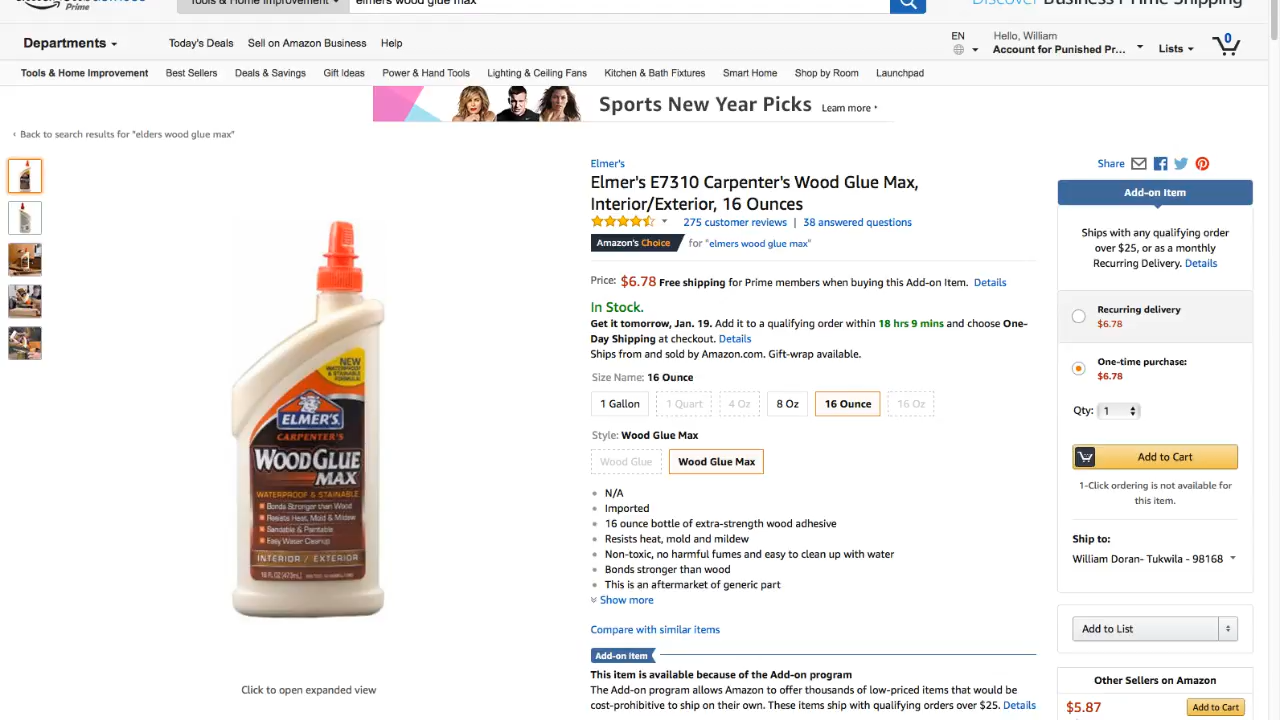 Prime
Tools & Home Improvement
elmers wood glue max
Discover Business Prime Shipping
Departments
Today's Deals
Sell on Amazon Business
Help
EN
Hello, William
Account for Punished Pr...
Lists
0
Tools & Home Improvement
Best Sellers
Deals & Savings
Gift Ideas
Power & Hand Tools
Lighting & Ceiling Fans
Kitchen & Bath Fixtures
Smart Home
Shop by Room
Launchpad
Sports New Year Picks Learn more ›
‹ Back to search results for "elders wood glue max"
Elmer's
Elmer's E7310 Carpenter's Wood Glue Max,
Interior/Exterior, 16 Ounces
275 customer reviews | 38 answered questions
Amazon's Choice for "elmers wood glue max"
Price: $6.78 Free shipping for Prime members when buying this Add-on Item. Details
In Stock.
Get it tomorrow, Jan. 19. Add it to a qualifying order within 18 hrs 9 mins and choose One-
Day Shipping at checkout. Details
Ships from and sold by Amazon.com. Gift-wrap available.
Size Name: 16 Ounce
1 Gallon
1 Quart
4 Oz
8 Oz
16 Ounce
16 Oz
Style: Wood Glue Max
Wood Glue
Wood Glue Max
N/A
Imported
16 ounce bottle of extra-strength wood adhesive
Resists heat, mold and mildew
Non-toxic, no harmful fumes and easy to clean up with water
Bonds stronger than wood
This is an aftermarket of generic part
Show more
Compare with similar items
Add-on Item
This item is available because of the Add-on program
The Add-on program allows Amazon to offer thousands of low-priced items that would be
cost-prohibitive to ship on their own. These items ship with qualifying orders over $25. Details
NEW
WATERPROOF
& STAINABLE
FORMULA!
ELMER'S
CARPENTER'S
WOOD GLUE
MAX
WATERPROOF & STAINABLE
Bonds Stronger than Wood
Resists Heat, Mold & Mildew
Sandable & Paintable
Easy Water Cleanup
INTERIOR / EXTERIOR
Click to open expanded view
Share
Add-on Item
Ships with any qualifying order
over $25, or as a monthly
Recurring Delivery. Details
Recurring delivery
$6.78
One-time purchase:
$6.78
Qty: 1
Add to Cart
1-Click ordering is not available for
this item.
Ship to:
William Doran- Tukwila - 98168
Add to List
Other Sellers on Amazon
$5.87
Add to Cart